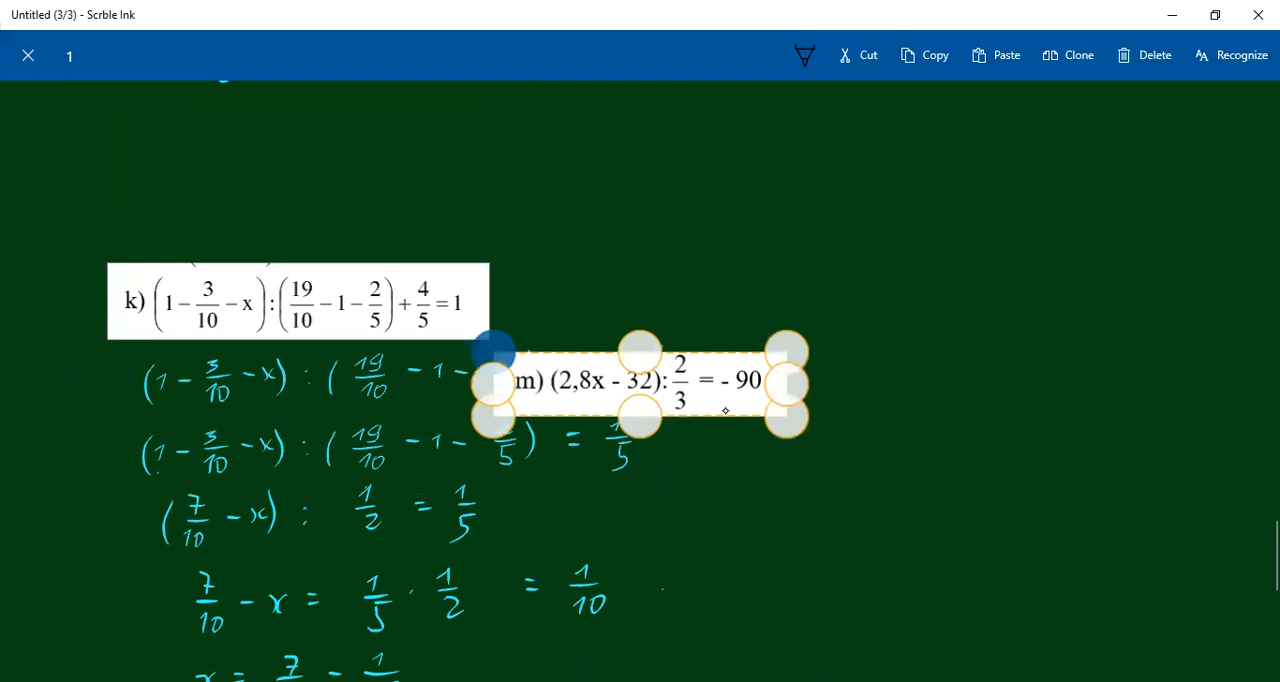 Untitled (3/3) - Scrble Ink
1 Cut Copy Paste Clone Delete Recognize
k) (1 − 3/10 − x) : (19/10 − 1 − 2/5) + 4/5 = 1
m) (2,8x - 32) : 2/3 = - 90
(1 − 3/10 − x) : (19/10 − 1 −
(1 − 3/10 − x) : (19/10 − 1 − /5) = 1/5
(7/10 − x) : 1/2 = 1/5
7/10 − x = 1/5 · 1/2 = 1/10
x = 7 − 1